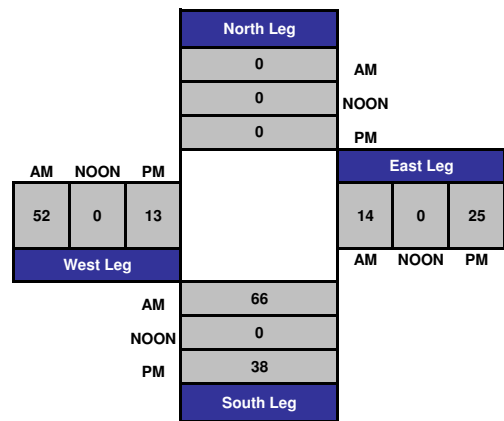 North Leg
0
AM
0
NOON
0
PM
AM NOON PM
East Leg
52 0 13
14 0 25
West Leg
AM NOON PM
AM
66
NOON
0
PM
38
South Leg